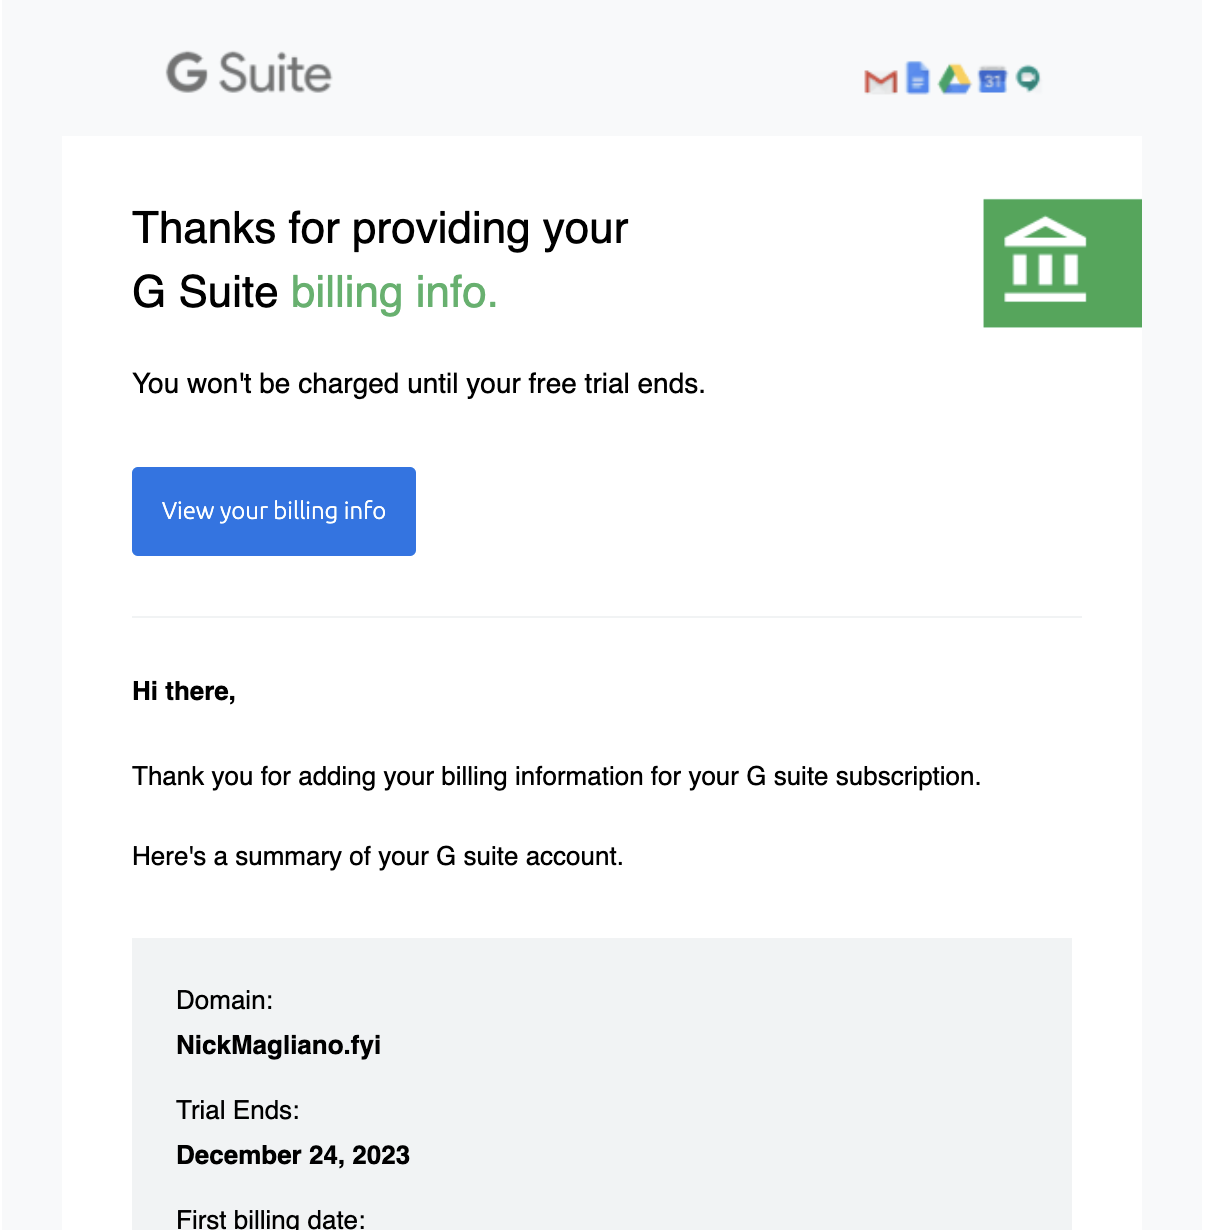 G Suite
31
Thanks for providing your
G Suite billing info.
You won't be charged until your free trial ends.
View your billing info
Hi there,
Thank you for adding your billing information for your G suite subscription.
Here's a summary of your G suite account.
Domain:
NickMagliano.fyi
Trial Ends:
December 24, 2023
First billing date: